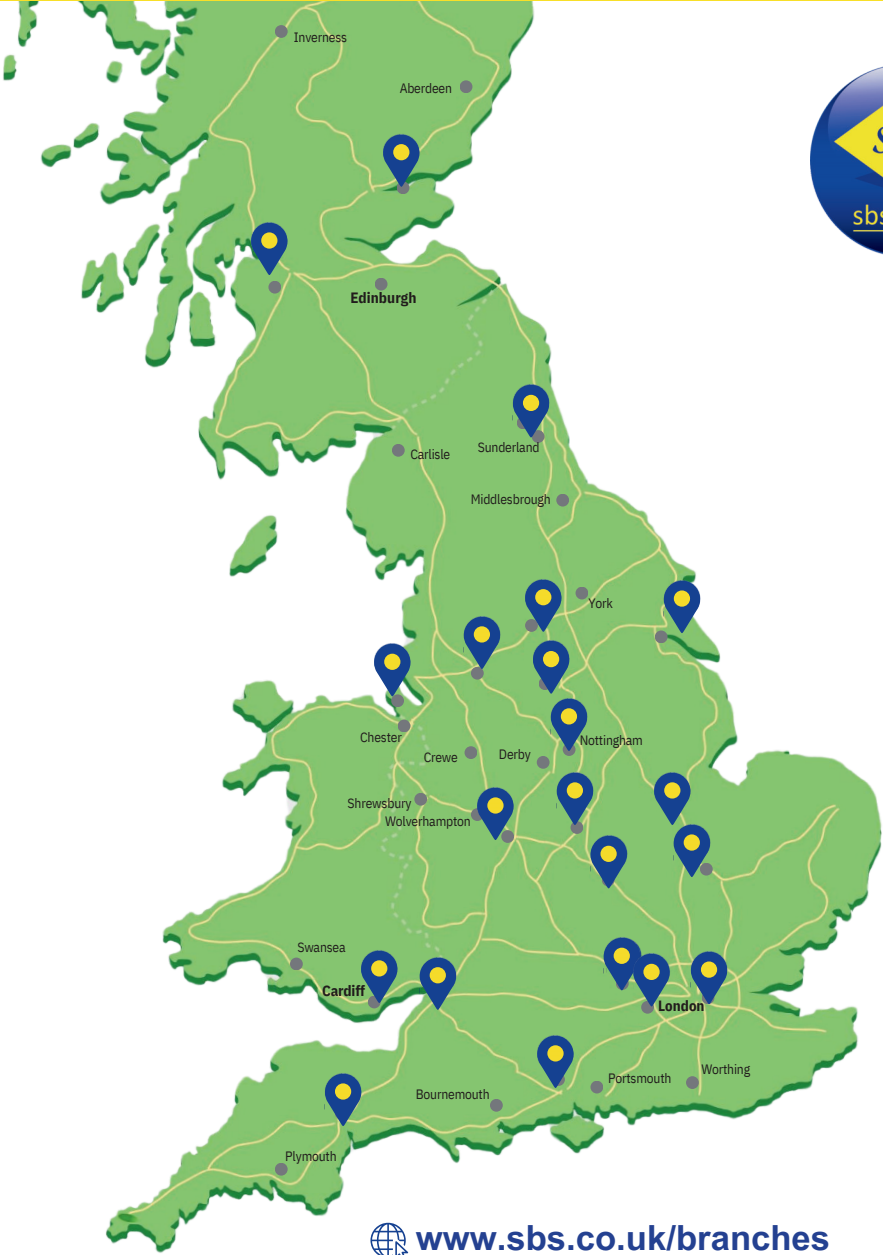 Inverness
Aberdeen
S
sbs
Edinburgh
Sunderland
Carlisle
Middlesbrough
York
Chester
Nottingham
Crewe
Derby
Shrewsbury
Wolverhampton
Swansea
Cardiff
London
Worthing
Portsmouth
Bournemouth
Plymouth
www.sbs.co.uk/branches